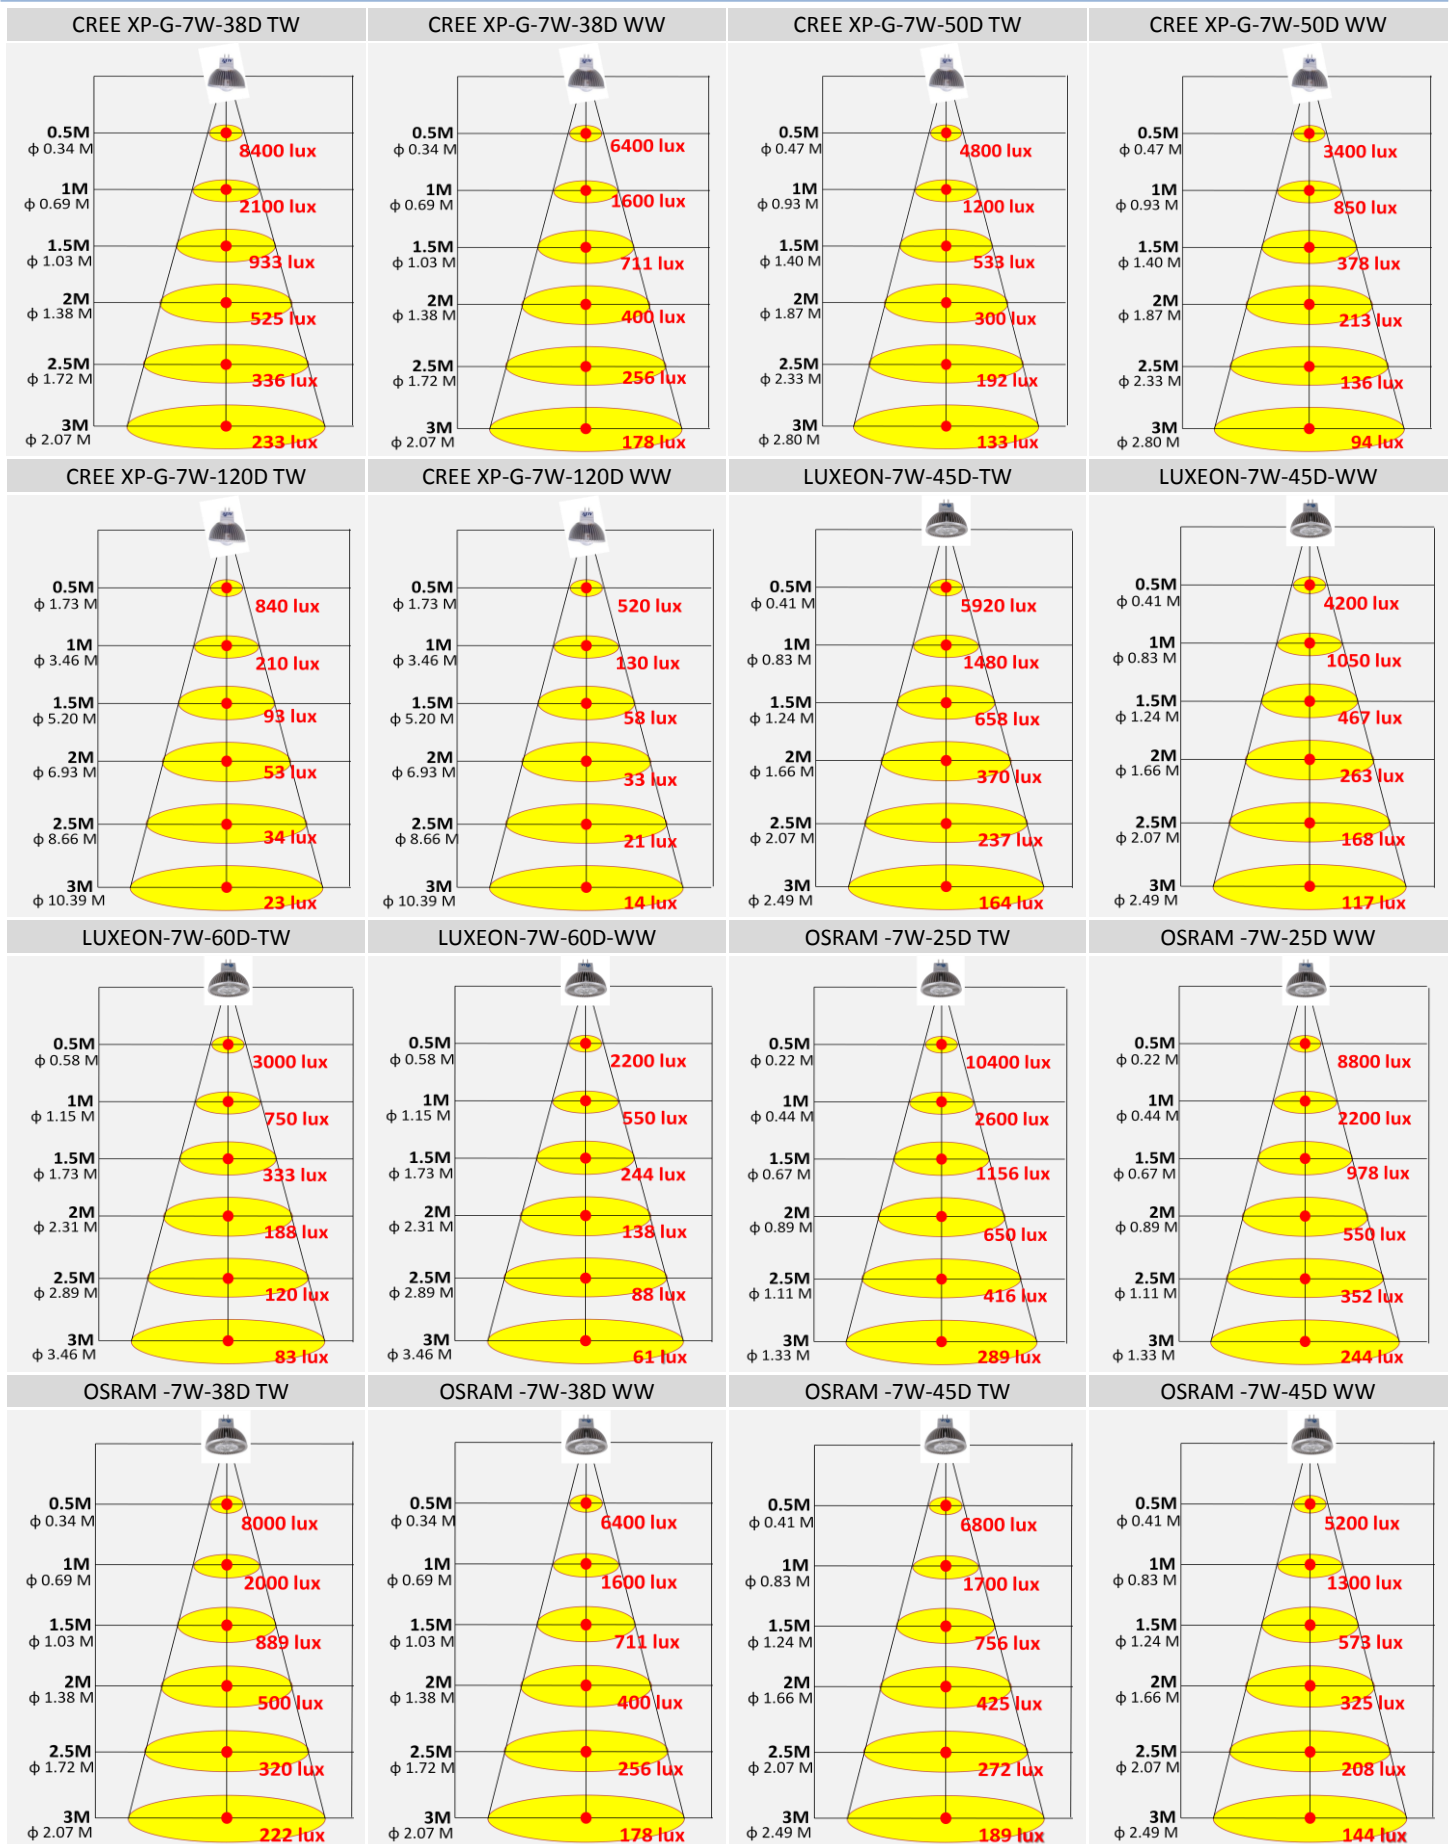 CREE XP-G-7W-38D TW
0.5M
ф 0.34 M
8400 lux
1M
ф 0.69 M
2100 lux
1.5M
ф 1.03 M
933 lux
2M
ф 1.38 M
525 lux
2.5M
ф 1.72 M
336 lux
3M
ф 2.07 M
233 lux
CREE XP-G-7W-38D WW
0.5M
ф 0.34 M
6400 lux
1M
ф 0.69 M
1600 lux
1.5M
ф 1.03 M
711 lux
2M
ф 1.38 M
400 lux
2.5M
ф 1.72 M
256 lux
3M
ф 2.07 M
178 lux
CREE XP-G-7W-50D TW
0.5M
ф 0.47 M
4800 lux
1M
ф 0.93 M
1200 lux
1.5M
ф 1.40 M
533 lux
2M
ф 1.87 M
300 lux
2.5M
ф 2.33 M
192 lux
3M
ф 2.80 M
133 lux
CREE XP-G-7W-50D WW
0.5M
ф 0.47 M
3400 lux
1M
ф 0.93 M
850 lux
1.5M
ф 1.40 M
378 lux
2M
ф 1.87 M
213 lux
2.5M
ф 2.33 M
136 lux
3M
ф 2.80 M
94 lux
CREE XP-G-7W-120D TW
0.5M
ф 1.73 M
840 lux
1M
ф 3.46 M
210 lux
1.5M
ф 5.20 M
93 lux
2M
ф 6.93 M
53 lux
2.5M
ф 8.66 M
34 lux
3M
ф 10.39 M
23 lux
CREE XP-G-7W-120D WW
0.5M
ф 1.73 M
520 lux
1M
ф 3.46 M
130 lux
1.5M
ф 5.20 M
58 lux
2M
ф 6.93 M
33 lux
2.5M
ф 8.66 M
21 lux
3M
ф 10.39 M
14 lux
LUXEON-7W-45D-TW
0.5M
ф 0.41 M
5920 lux
1M
ф 0.83 M
1480 lux
1.5M
ф 1.24 M
658 lux
2M
ф 1.66 M
370 lux
2.5M
ф 2.07 M
237 lux
3M
ф 2.49 M
164 lux
LUXEON-7W-45D-WW
0.5M
ф 0.41 M
4200 lux
1M
ф 0.83 M
1050 lux
1.5M
ф 1.24 M
467 lux
2M
ф 1.66 M
263 lux
2.5M
ф 2.07 M
168 lux
3M
ф 2.49 M
117 lux
LUXEON-7W-60D-TW
0.5M
ф 0.58 M
3000 lux
1M
ф 1.15 M
750 lux
1.5M
ф 1.73 M
333 lux
2M
ф 2.31 M
188 lux
2.5M
ф 2.89 M
120 lux
3M
ф 3.46 M
83 lux
LUXEON-7W-60D-WW
0.5M
ф 0.58 M
2200 lux
1M
ф 1.15 M
550 lux
1.5M
ф 1.73 M
244 lux
2M
ф 2.31 M
138 lux
2.5M
ф 2.89 M
88 lux
3M
ф 3.46 M
61 lux
OSRAM -7W-25D TW
0.5M
ф 0.22 M
10400 lux
1M
ф 0.44 M
2600 lux
1.5M
ф 0.67 M
1156 lux
2M
ф 0.89 M
650 lux
2.5M
ф 1.11 M
416 lux
3M
ф 1.33 M
289 lux
OSRAM -7W-25D WW
0.5M
ф 0.22 M
8800 lux
1M
ф 0.44 M
2200 lux
1.5M
ф 0.67 M
978 lux
2M
ф 0.89 M
550 lux
2.5M
ф 1.11 M
352 lux
3M
ф 1.33 M
244 lux
OSRAM -7W-38D TW
0.5M
ф 0.34 M
8000 lux
1M
ф 0.69 M
2000 lux
1.5M
ф 1.03 M
889 lux
2M
ф 1.38 M
500 lux
2.5M
ф 1.72 M
320 lux
3M
ф 2.07 M
222 lux
OSRAM -7W-38D WW
0.5M
ф 0.34 M
6400 lux
1M
ф 0.69 M
1600 lux
1.5M
ф 1.03 M
711 lux
2M
ф 1.38 M
400 lux
2.5M
ф 1.72 M
256 lux
3M
ф 2.07 M
178 lux
OSRAM -7W-45D TW
0.5M
ф 0.41 M
6800 lux
1M
ф 0.83 M
1700 lux
1.5M
ф 1.24 M
756 lux
2M
ф 1.66 M
425 lux
2.5M
ф 2.07 M
272 lux
3M
ф 2.49 M
189 lux
OSRAM -7W-45D WW
0.5M
ф 0.41 M
5200 lux
1M
ф 0.83 M
1300 lux
1.5M
ф 1.24 M
573 lux
2M
ф 1.66 M
325 lux
2.5M
ф 2.07 M
208 lux
3M
ф 2.49 M
144 lux